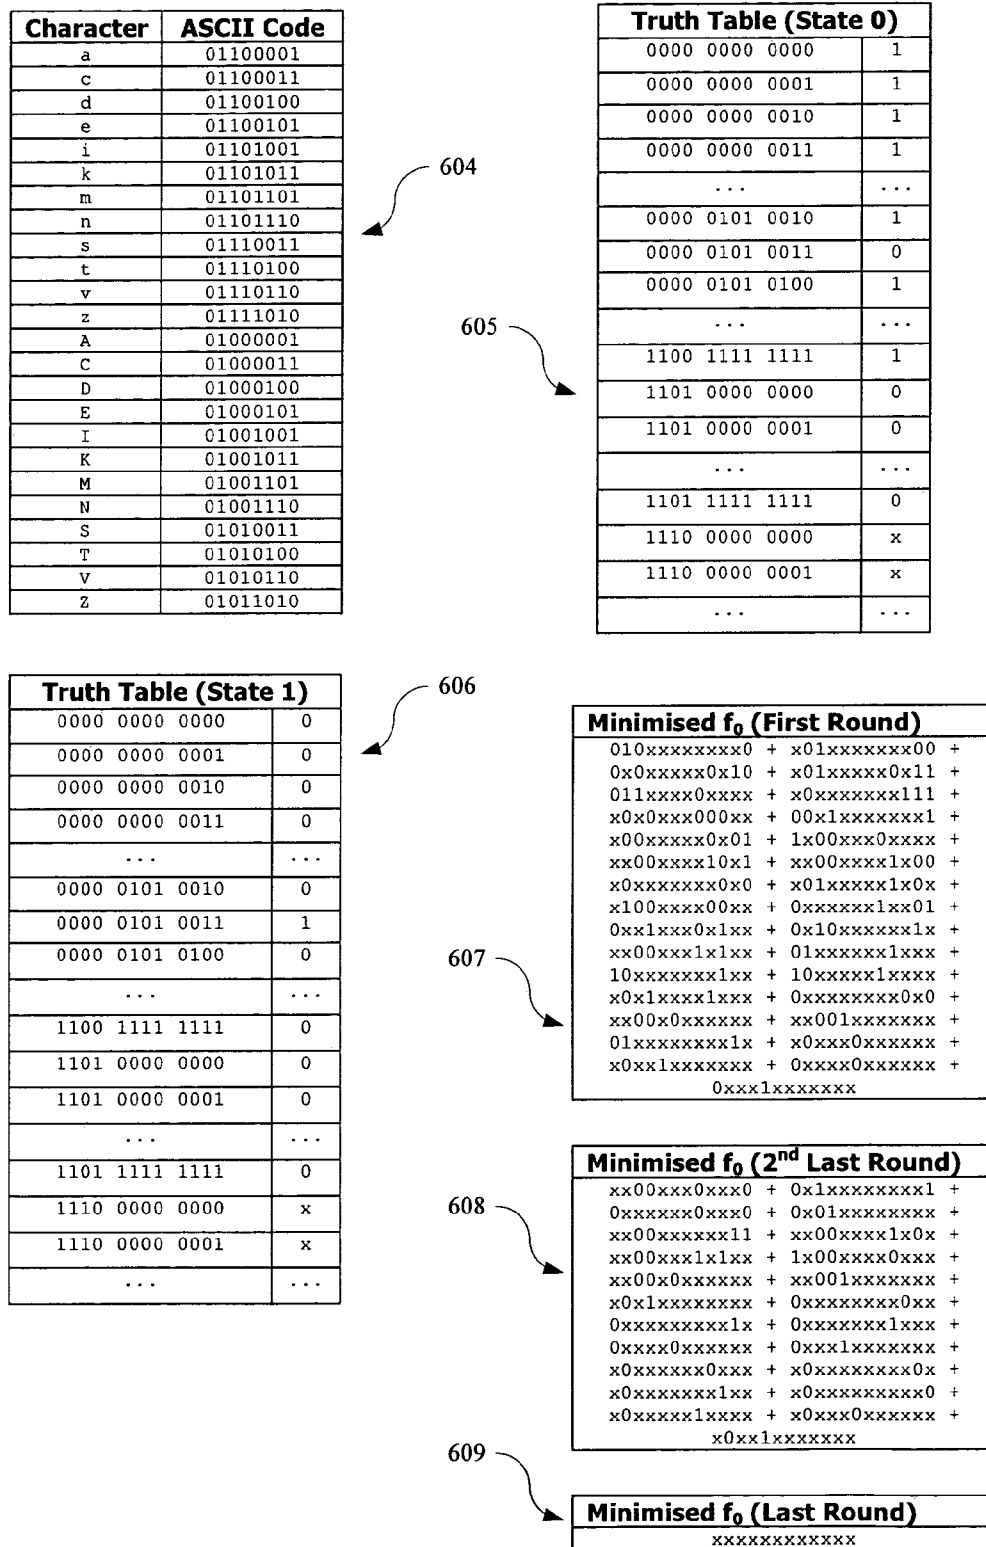 Character ASCII Code
a 01100001
c 01100011
d 01100100
e 01100101
i 01101001
k 01101011
m 01101101
n 01101110
s 01110011
t 01110100
v 01110110
z 01111010
A 01000001
C 01000011
D 01000100
E 01000101
I 01001001
K 01001011
M 01001101
N 01001110
S 01010011
T 01010100
V 01010110
Z 01011010
604
Truth Table (State 0)
0000 0000 0000 1
0000 0000 0001 1
0000 0000 0010 1
0000 0000 0011 1
... ...
0000 0101 0010 1
0000 0101 0011 0
0000 0101 0100 1
... ...
1100 1111 1111 1
1101 0000 0000 0
1101 0000 0001 0
... ...
1101 1111 1111 0
1110 0000 0000 x
1110 0000 0001 x
... ...
605
Truth Table (State 1)
0000 0000 0000 0
0000 0000 0001 0
0000 0000 0010 0
0000 0000 0011 0
... ...
0000 0101 0010 0
0000 0101 0011 1
0000 0101 0100 0
... ...
1100 1111 1111 0
1101 0000 0000 0
1101 0000 0001 0
... ...
1101 1111 1111 0
1110 0000 0000 x
1110 0000 0001 x
... ...
606
Minimised f0 (First Round)
010xxxxxxxx0 + x01xxxxxxx00 +
0x0xxxxx0x10 + x01xxxxx0x11 +
011xxxx0xxxx + x0xxxxxxx111 +
x0x0xxx000xx + 00x1xxxxxxx1 +
x00xxxxx0x01 + 1x00xxx0xxxx +
xx00xxxx10x1 + xx00xxxx1x00 +
x0xxxxxxx0x0 + x01xxxxx1x0x +
x100xxxx00xx + 0xxxxxx1xx01 +
0xx1xxx0x1xx + 0x10xxxxxx1x +
xx00xxx1x1xx + 01xxxxxx1xxx +
10xxxxxxx1xx + 10xxxxx1xxxx +
x0x1xxxx1xxx + 0xxxxxxxx0x0 +
xx00x0xxxxxx + xx001xxxxxxx +
01xxxxxxxx1x + x0xxx0xxxxxx +
x0xx1xxxxxxx + 0xxxx0xxxxxx +
0xxx1xxxxxxx
607
Minimised f0 (2nd Last Round)
xx00xxx0xxx0 + 0x1xxxxxxxx1 +
0xxxxxx0xxx0 + 0x01xxxxxxxx +
xx00xxxxxx11 + xx00xxxx1x0x +
xx00xxx1x1xx + 1x00xxxx0xxx +
xx00x0xxxxxx + xx001xxxxxxx +
x0x1xxxxxxxx + 0xxxxxxxx0xx +
0xxxxxxxxx1x + 0xxxxxxx1xxx +
0xxxx0xxxxxx + 0xxx1xxxxxxx +
x0xxxxxx0xxx + x0xxxxxxxx0x +
x0xxxxxxx1xx + x0xxxxxxxxx0 +
x0xxxxx1xxxx + x0xxx0xxxxxx +
x0xx1xxxxxxx
608
609
Minimised f0 (Last Round)
xxxxxxxxxxxx